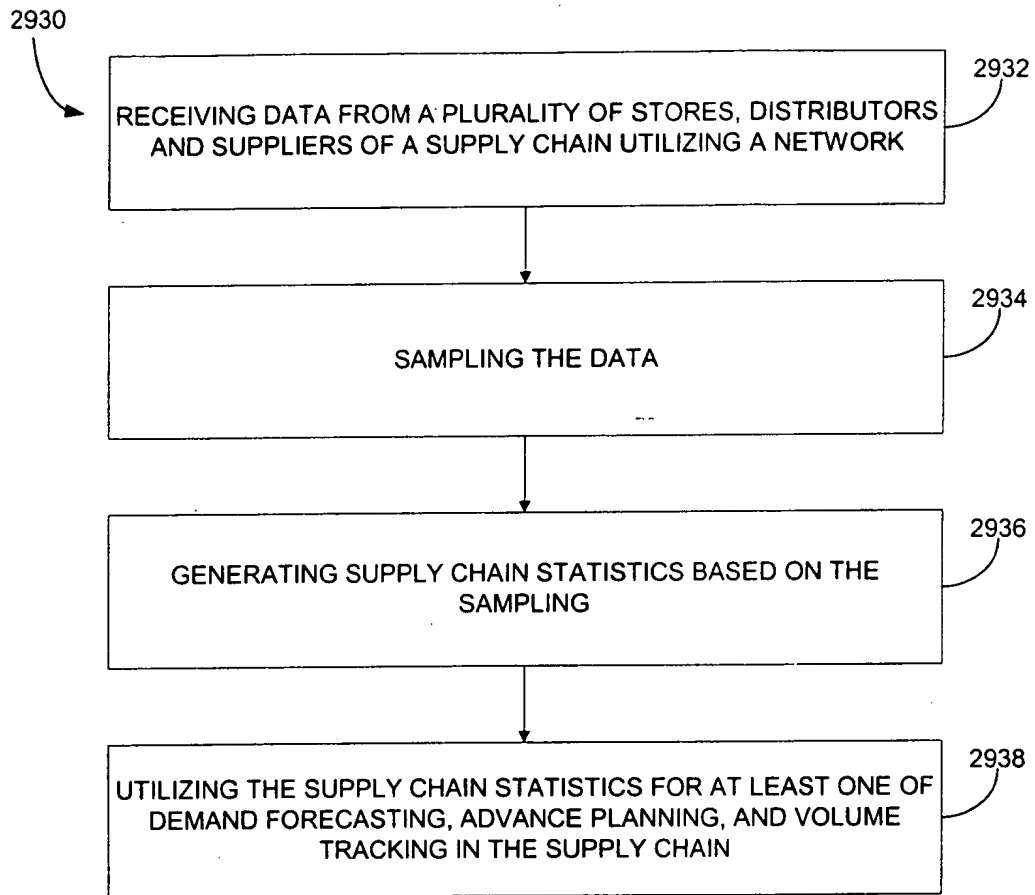 2930
2932
RECEIVING DATA FROM A PLURALITY OF STORES, DISTRIBUTORS
AND SUPPLIERS OF A SUPPLY CHAIN UTILIZING A NETWORK
2934
SAMPLING THE DATA
2936
GENERATING SUPPLY CHAIN STATISTICS BASED ON THE
SAMPLING
2938
UTILIZING THE SUPPLY CHAIN STATISTICS FOR AT LEAST ONE OF
DEMAND FORECASTING, ADVANCE PLANNING, AND VOLUME
TRACKING IN THE SUPPLY CHAIN